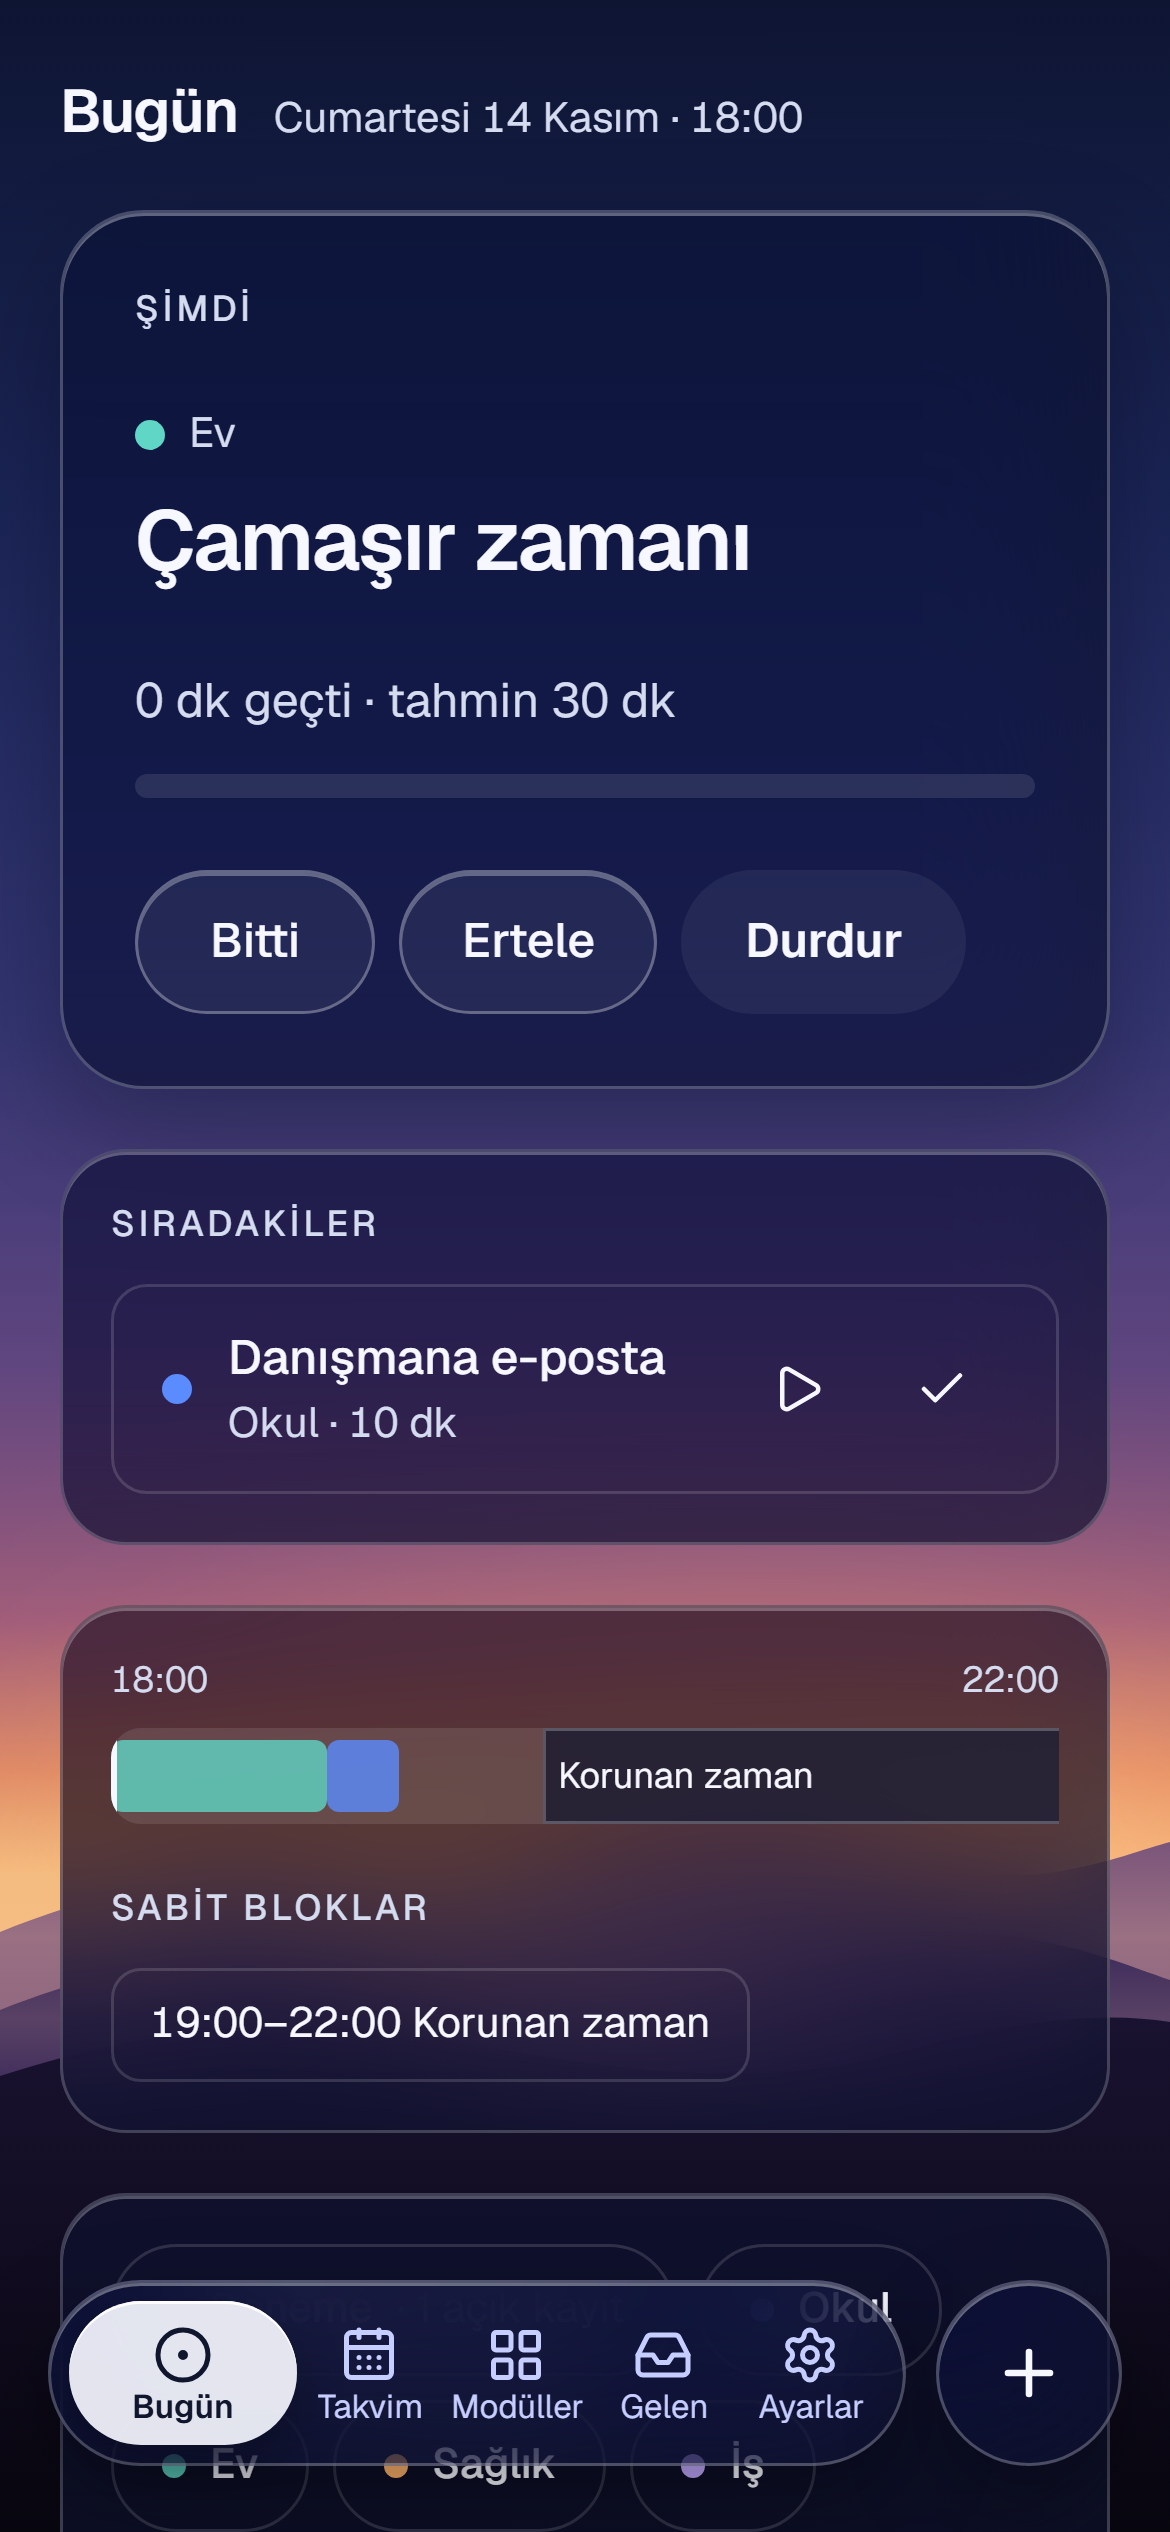 Bugün Cumartesi 14 Kasım · 18:00
ŞİMDİ
Ev
Çamaşır zamanı
0 dk geçti · tahmin 30 dk
Bitti Ertele Durdur
SIRADAKİLER
Danışmana e-posta
Okul · 10 dk
18:00 22:00
Korunan zaman
SABİT BLOKLAR
19:00–22:00 Korunan zaman
Okul
Bugün Takvim Modüller Gelen Ayarlar
Ev Sağlık İş